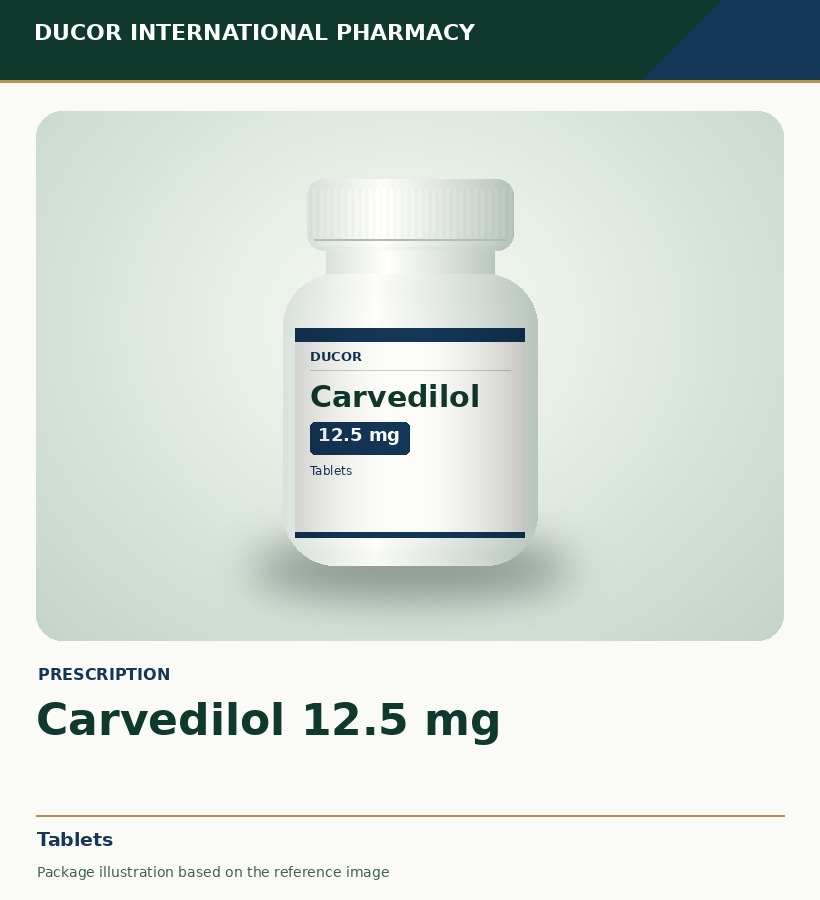 DUCOR INTERNATIONAL PHARMACY
DUCOR
Carvedilol
12.5 mg
Tablets
PRESCRIPTION
Carvedilol 12.5 mg
Tablets
Package illustration based on the reference image